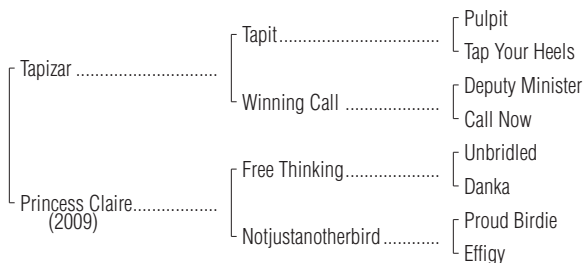 Pulpit
Tapit
Tap Your Heels
Tapizar
Deputy Minister
Winning Call
Call Now
Unbridled
Free Thinking
Danka
Princess Claire
(2009)
Proud Birdie
Notjustanotherbird
Effigy